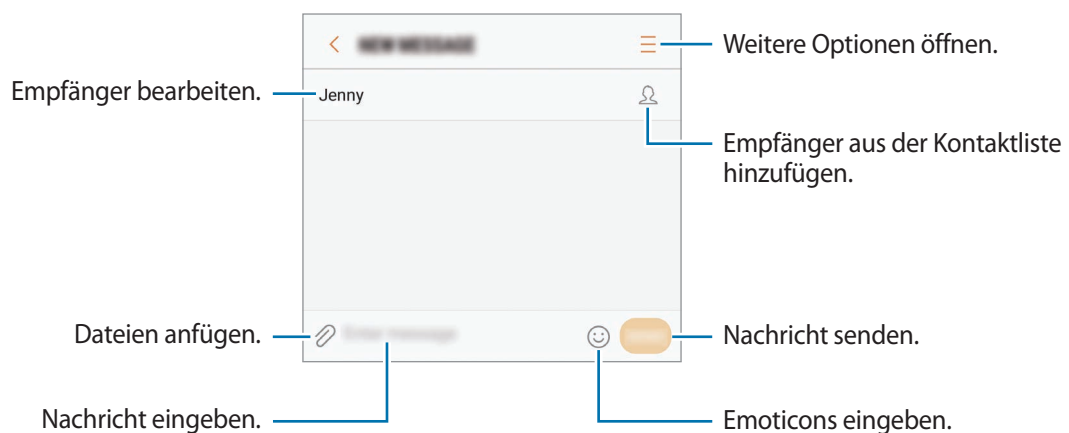 Weitere Optionen öffnen.
Empfänger bearbeiten.
Jenny
Empfänger aus der Kontaktliste
hinzufügen.
Dateien anfügen.
Nachricht senden.
Nachricht eingeben.
Emoticons eingeben.